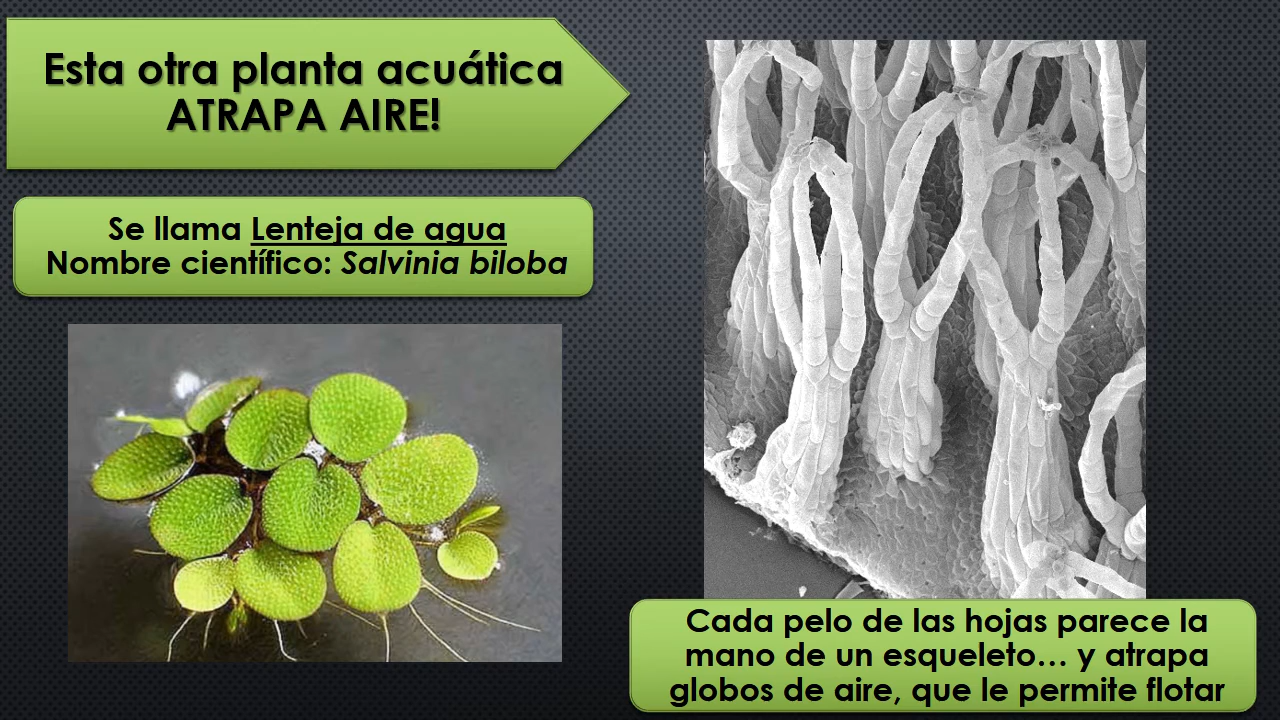 Esta otra planta acuática
ATRAPA AIRE!
Se llama Lenteja de agua
Nombre científico: Salvinia biloba
Cada pelo de las hojas parece la
mano de un esqueleto… y atrapa
globos de aire, que le permite flotar